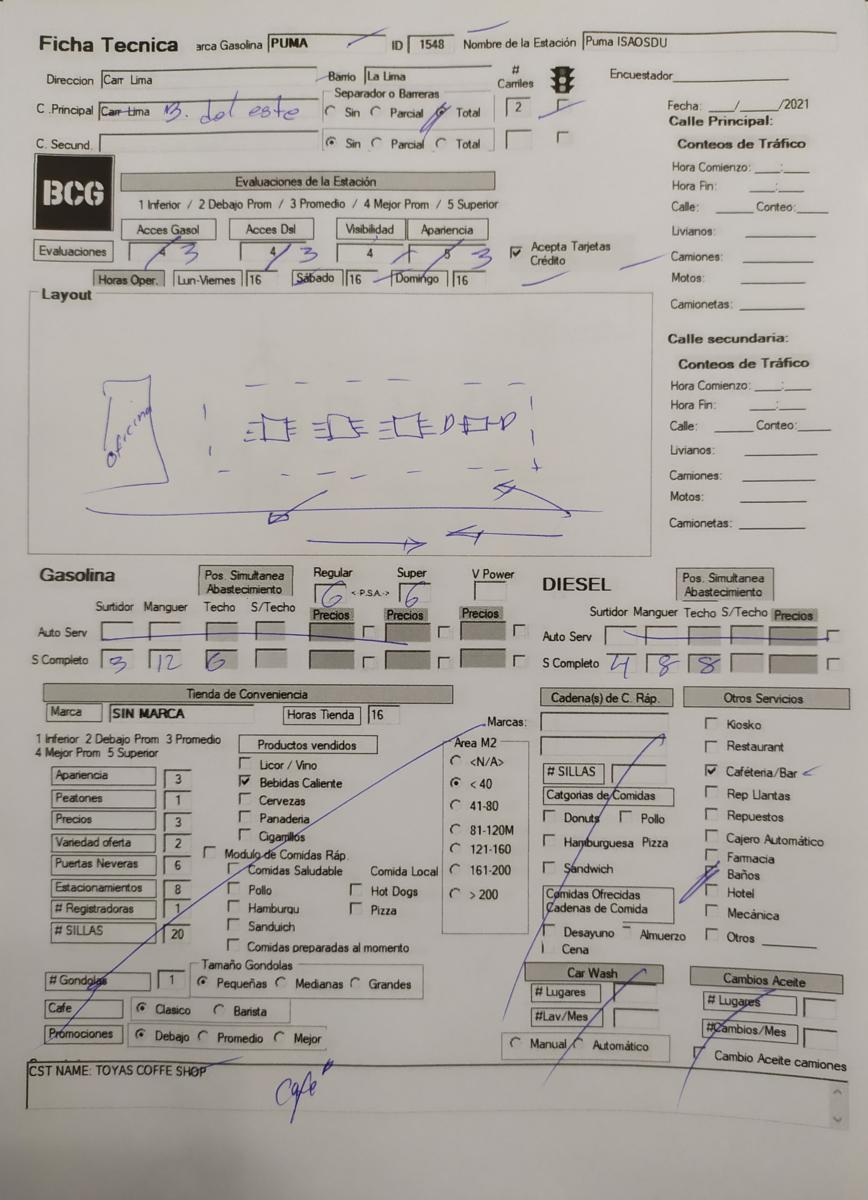 Ficha Tecnica arca Gasolina PUMA ID 1548 Nombre de la Estación Puma ISAOSDU
Direccion Carr Lima Barrio La Lima # Carriles Encuestador
Separador o Barreras
C .Principal Carr Lima B. del este Sin Parcial Total 2 Fecha: ___/___/2021
C. Secund. Sin Parcial Total
Calle Principal:
Conteos de Tráfico
Hora Comienzo: ___:___
Hora Fin: ___:___
Calle: Conteo:
Livianos:
Camiones:
Motos:
Camionetas:
BCG
Evaluaciones de la Estación
1 Inferior / 2 Debajo Prom / 3 Promedio / 4 Mejor Prom / 5 Superior
Acces Gasol Acces Dsl Visibilidad Apariencia
Evaluaciones 4 3 4 3 4 5 3 Acepta Tarjetas Crédito
Horas Oper. Lun-Viernes 16 Sábado 16 Domingo 16
Layout
oficina
D D
Calle secundaria:
Conteos de Tráfico
Hora Comienzo: ___:___
Hora Fin: ___:___
Calle: Conteo:
Livianos:
Camiones:
Motos:
Camionetas:
Gasolina Pos. Simultanea Abastecimiento Regular 6 <-P.S.A.-> Super 6 V Power
Surtidor Manguer Techo S/Techo Precios Precios Precios
Auto Serv
S Completo 3 12 6
DIESEL Pos. Simultanea Abastecimiento
Surtidor Manguer Techo S/Techo Precios
Auto Serv
S Completo 4 8 8
Tienda de Conveniencia
Marca SIN MARCA Horas Tienda 16
1 Inferior 2 Debajo Prom 3 Promedio
4 Mejor Prom 5 Superior
Apariencia 3
Peatones 1
Precios 3
Variedad oferta 2
Puertas Neveras 6
Estacionamientos 8
# Registradoras 1
# SILLAS 20
# Gondolas 1
Tamaño Gondolas
Pequeñas Medianas Grandes
Cafe Clasico Barista
Promociones Debajo Promedio Mejor
Productos vendidos
Licor / Vino
Bebidas Caliente
Cervezas
Panaderia
Cigarrillos
Modulo de Comidas Ráp.
Comidas Saludable Comida Local
Pollo Hot Dogs
Hamburgu Pizza
Sanduich
Comidas preparadas al momento
Area M2
<N/A>
< 40
41-80
81-120M
121-160
161-200
> 200
Cadena(s) de C. Ráp.
Marcas:
# SILLAS
Catgorias de Comidas
Donuts Pollo
Hamburguesa Pizza
Sandwich
Comidas Ofrecidas
Cadenas de Comida
Desayuno Almuerzo
Cena
Car Wash
# Lugares
#Lav/Mes
Manual Automático
Otros Servicios
Kiosko
Restaurant
Caféteria/Bar
Rep Llantas
Repuestos
Cajero Automático
Farmacia
Baños
Hotel
Mecánica
Otros
Cambios Aceite
# Lugares
#Cambios/Mes
Cambio Aceite camiones
CST NAME: TOYAS COFFE SHOP
Cafe"